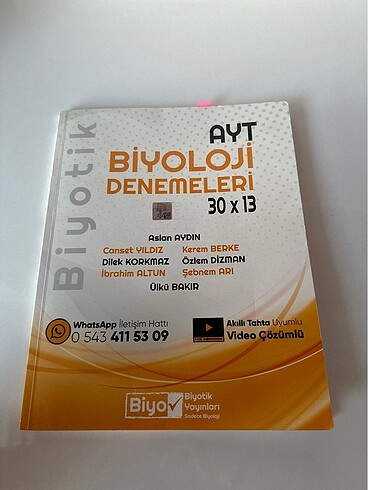 Biyotik
AYT
BİYOLOJİ
DENEMELERİ
30 x 13
Aslan AYDIN
Canset YILDIZ Kerem BERKE
Dilek KORKMAZ Özlem DİZMAN
İbrahim ALTUN Şebnem ARI
Ülkü BAKIR
WhatsApp İletişim Hattı
0 543 411 53 09
Akıllı Tahta Uyumlu
Video Çözümlü
Biyo
Biyotik
Yayınları
Sadece Biyoloji